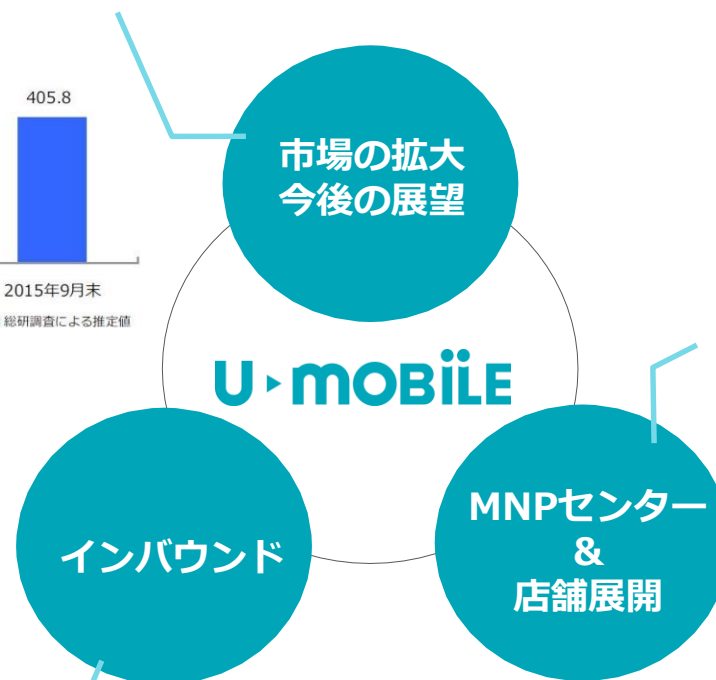 405.8
2015年9月末
総研調査による推定値
市場の拡大
今後の展望
U-MOBILE
インバウンド
MNPセンター
&
店舗展開